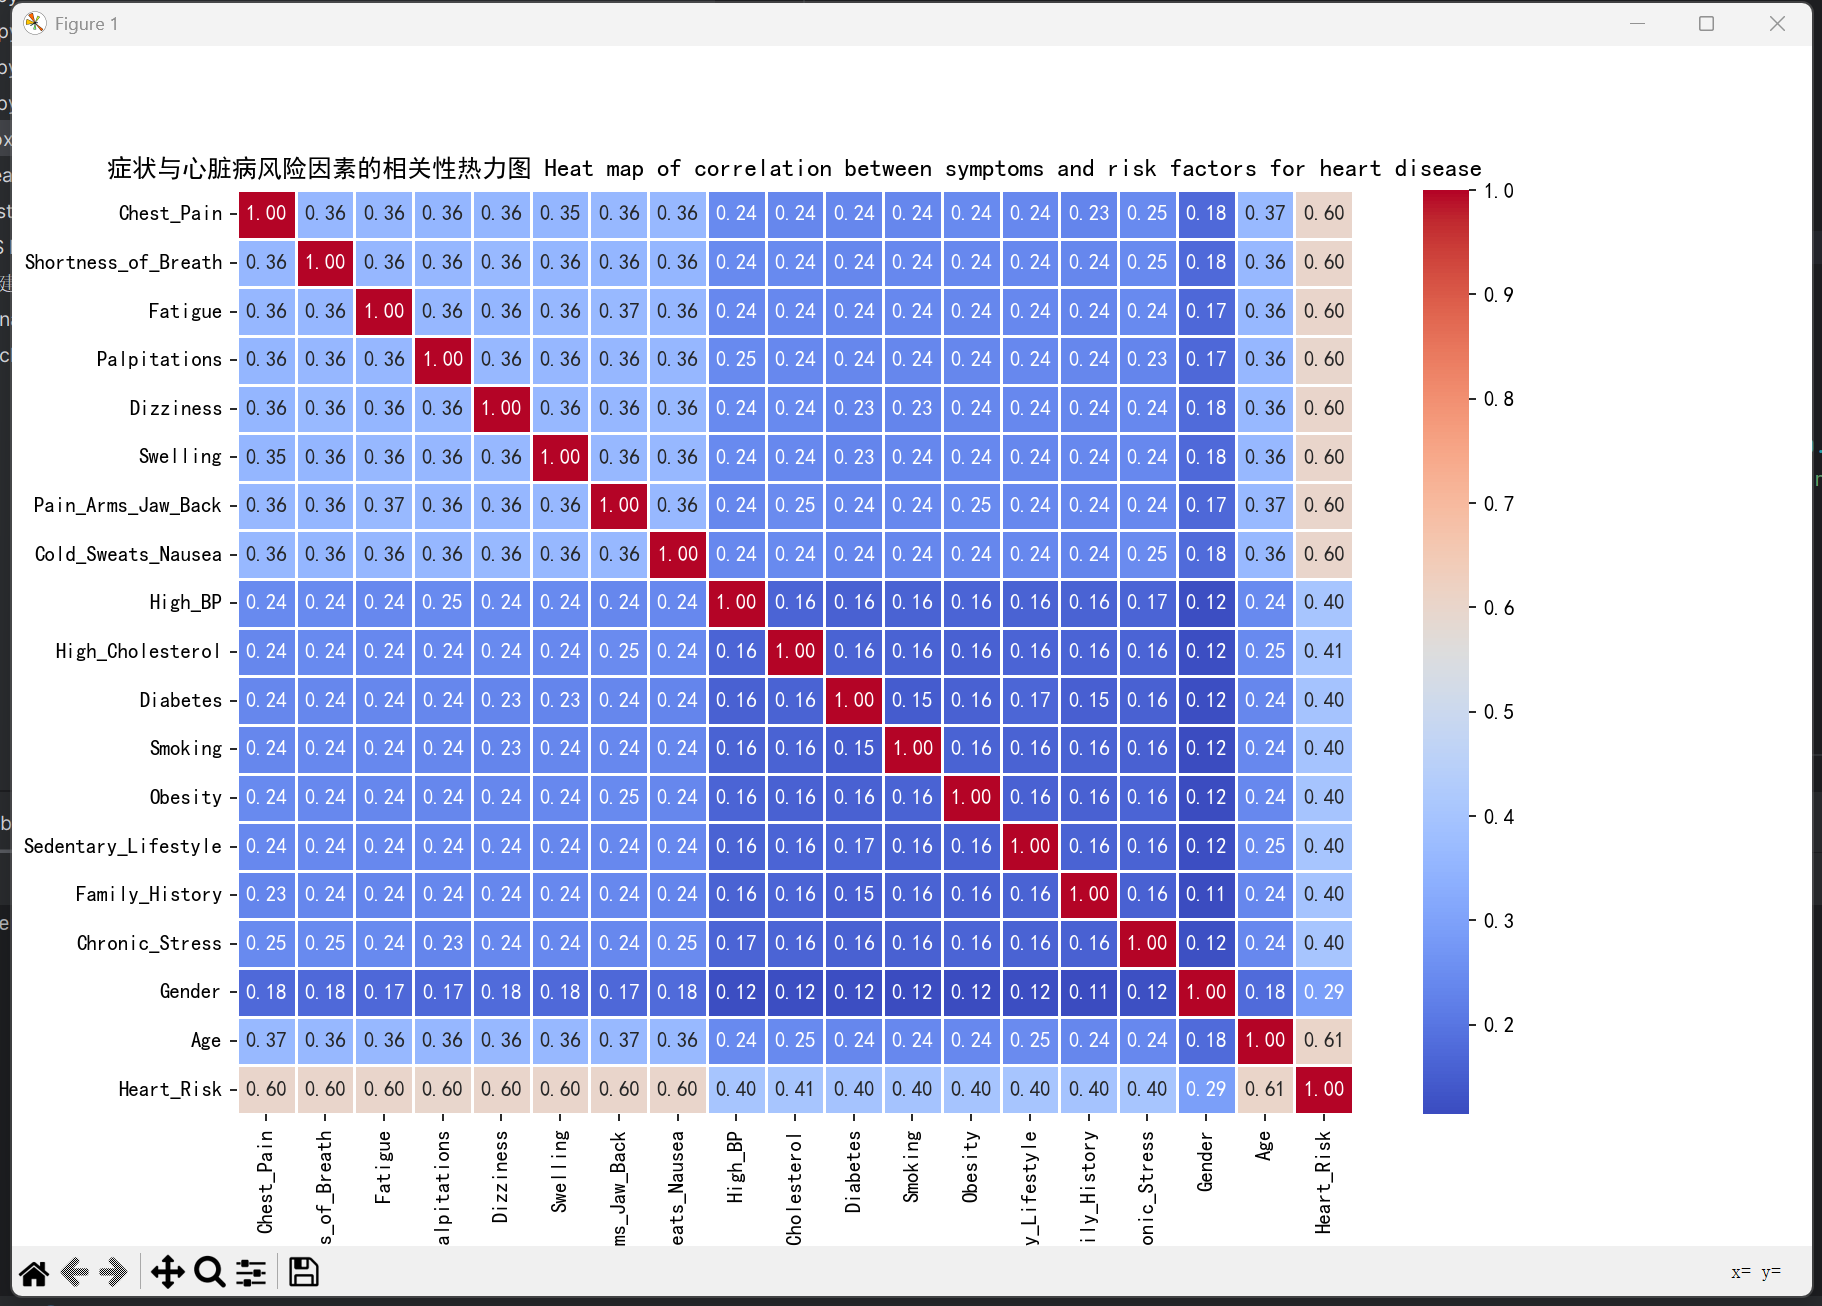 Figure 1
症状与心脏病风险因素的相关性热力图 Heat map of correlation between symptoms and risk factors for heart disease
Chest_Pain 1.00 0.36 0.36 0.36 0.36 0.35 0.36 0.36 0.24 0.24 0.24 0.24 0.24 0.24 0.23 0.25 0.18 0.37 0.60
Shortness_of_Breath 0.36 1.00 0.36 0.36 0.36 0.36 0.36 0.36 0.24 0.24 0.24 0.24 0.24 0.24 0.24 0.25 0.18 0.36 0.60
Fatigue 0.36 0.36 1.00 0.36 0.36 0.36 0.37 0.36 0.24 0.24 0.24 0.24 0.24 0.24 0.24 0.24 0.17 0.36 0.60
Palpitations 0.36 0.36 0.36 1.00 0.36 0.36 0.36 0.36 0.25 0.24 0.24 0.24 0.24 0.24 0.24 0.23 0.17 0.36 0.60
Dizziness 0.36 0.36 0.36 0.36 1.00 0.36 0.36 0.36 0.24 0.24 0.23 0.23 0.24 0.24 0.24 0.24 0.18 0.36 0.60
Swelling 0.35 0.36 0.36 0.36 0.36 1.00 0.36 0.36 0.24 0.24 0.23 0.24 0.24 0.24 0.24 0.24 0.18 0.36 0.60
Pain_Arms_Jaw_Back 0.36 0.36 0.37 0.36 0.36 0.36 1.00 0.36 0.24 0.25 0.24 0.24 0.25 0.24 0.24 0.24 0.17 0.37 0.60
Cold_Sweats_Nausea 0.36 0.36 0.36 0.36 0.36 0.36 0.36 1.00 0.24 0.24 0.24 0.24 0.24 0.24 0.24 0.25 0.18 0.36 0.60
High_BP 0.24 0.24 0.24 0.25 0.24 0.24 0.24 0.24 1.00 0.16 0.16 0.16 0.16 0.16 0.16 0.17 0.12 0.24 0.40
High_Cholesterol 0.24 0.24 0.24 0.24 0.24 0.24 0.25 0.24 0.16 1.00 0.16 0.16 0.16 0.16 0.16 0.16 0.12 0.25 0.41
Diabetes 0.24 0.24 0.24 0.24 0.23 0.23 0.24 0.24 0.16 0.16 1.00 0.15 0.16 0.17 0.15 0.16 0.12 0.24 0.40
Smoking 0.24 0.24 0.24 0.24 0.23 0.24 0.24 0.24 0.16 0.16 0.15 1.00 0.16 0.16 0.16 0.16 0.12 0.24 0.40
Obesity 0.24 0.24 0.24 0.24 0.24 0.24 0.25 0.24 0.16 0.16 0.16 0.16 1.00 0.16 0.16 0.16 0.12 0.24 0.40
Sedentary_Lifestyle 0.24 0.24 0.24 0.24 0.24 0.24 0.24 0.24 0.16 0.16 0.17 0.16 0.16 1.00 0.16 0.16 0.12 0.25 0.40
Family_History 0.23 0.24 0.24 0.24 0.24 0.24 0.24 0.24 0.16 0.16 0.15 0.16 0.16 0.16 1.00 0.16 0.11 0.24 0.40
Chronic_Stress 0.25 0.25 0.24 0.23 0.24 0.24 0.24 0.25 0.17 0.16 0.16 0.16 0.16 0.16 0.16 1.00 0.12 0.24 0.40
Gender 0.18 0.18 0.17 0.17 0.18 0.18 0.17 0.18 0.12 0.12 0.12 0.12 0.12 0.12 0.11 0.12 1.00 0.18 0.29
Age 0.37 0.36 0.36 0.36 0.36 0.36 0.37 0.36 0.24 0.25 0.24 0.24 0.24 0.25 0.24 0.24 0.18 1.00 0.61
Heart_Risk 0.60 0.60 0.60 0.60 0.60 0.60 0.60 0.60 0.40 0.41 0.40 0.40 0.40 0.40 0.40 0.40 0.29 0.61 1.00
Chest_Pain
s_of_Breath
Fatigue
alpitations
Dizziness
Swelling
ms_Jaw_Back
eats_Nausea
High_BP
Cholesterol
Diabetes
Smoking
Obesity
y_Lifestyle
ily_History
onic_Stress
Gender
Age
Heart_Risk
1.0
0.9
0.8
0.7
0.6
0.5
0.4
0.3
0.2
x= y=